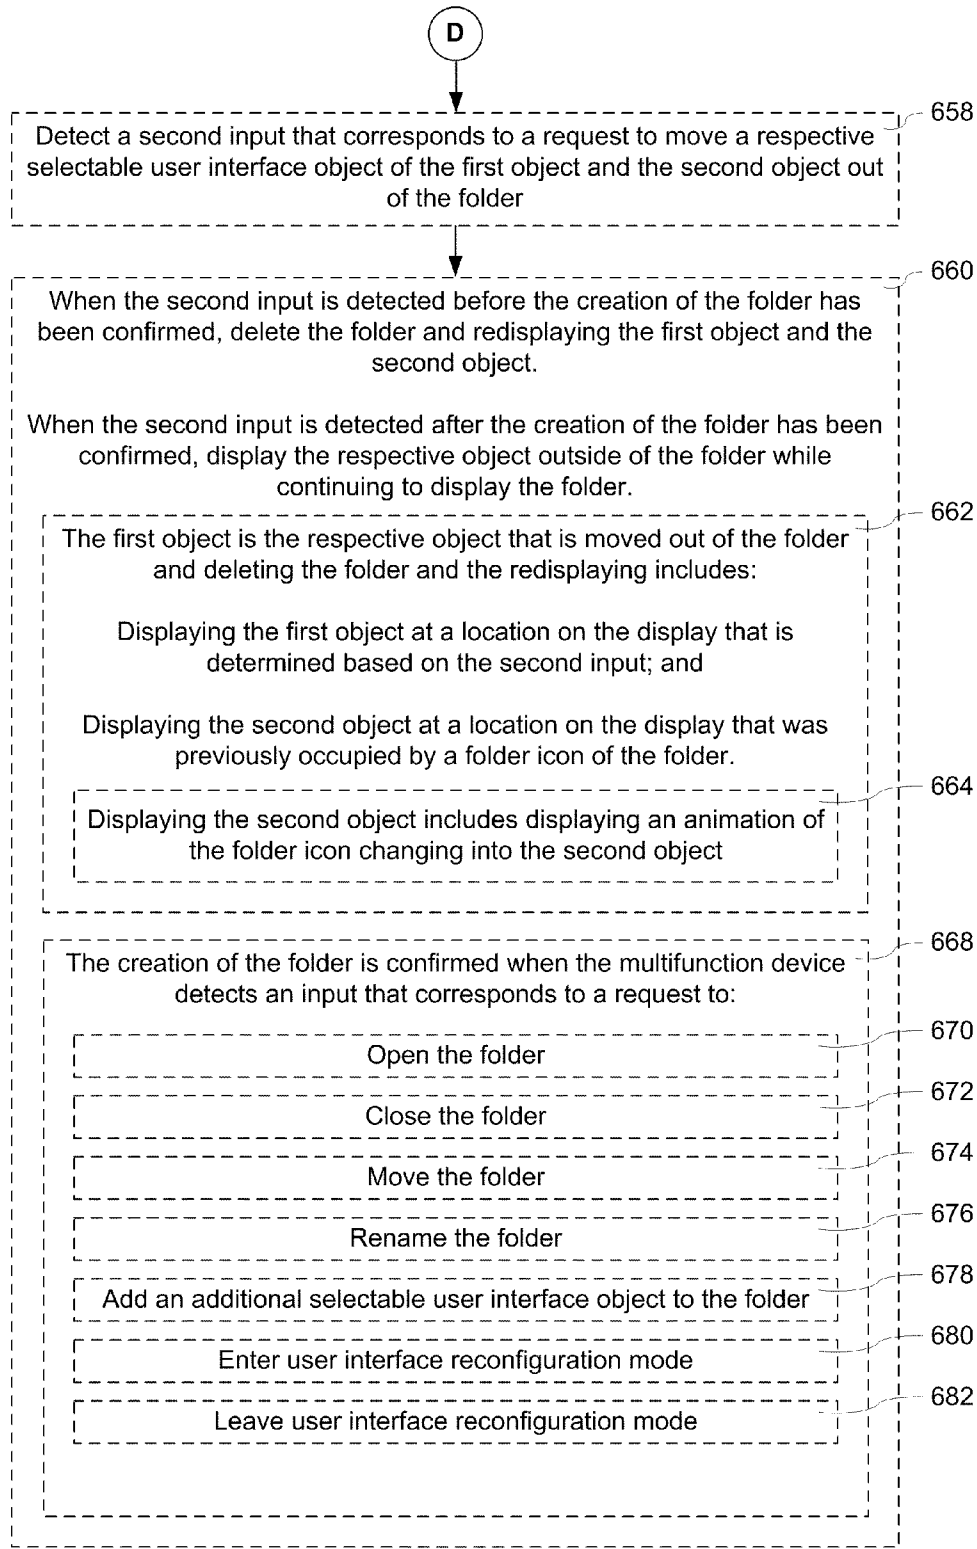 D
658
Detect a second input that corresponds to a request to move a respective
selectable user interface object of the first object and the second object out
of the folder
660
When the second input is detected before the creation of the folder has
been confirmed, delete the folder and redisplaying the first object and the
second object.
When the second input is detected after the creation of the folder has been
confirmed, display the respective object outside of the folder while
continuing to display the folder.
662
The first object is the respective object that is moved out of the folder
and deleting the folder and the redisplaying includes:
Displaying the first object at a location on the display that is
determined based on the second input; and
Displaying the second object at a location on the display that was
previously occupied by a folder icon of the folder.
664
Displaying the second object includes displaying an animation of
the folder icon changing into the second object
668
The creation of the folder is confirmed when the multifunction device
detects an input that corresponds to a request to:
670
Open the folder
672
Close the folder
674
Move the folder
676
Rename the folder
678
Add an additional selectable user interface object to the folder
680
Enter user interface reconfiguration mode
682
Leave user interface reconfiguration mode